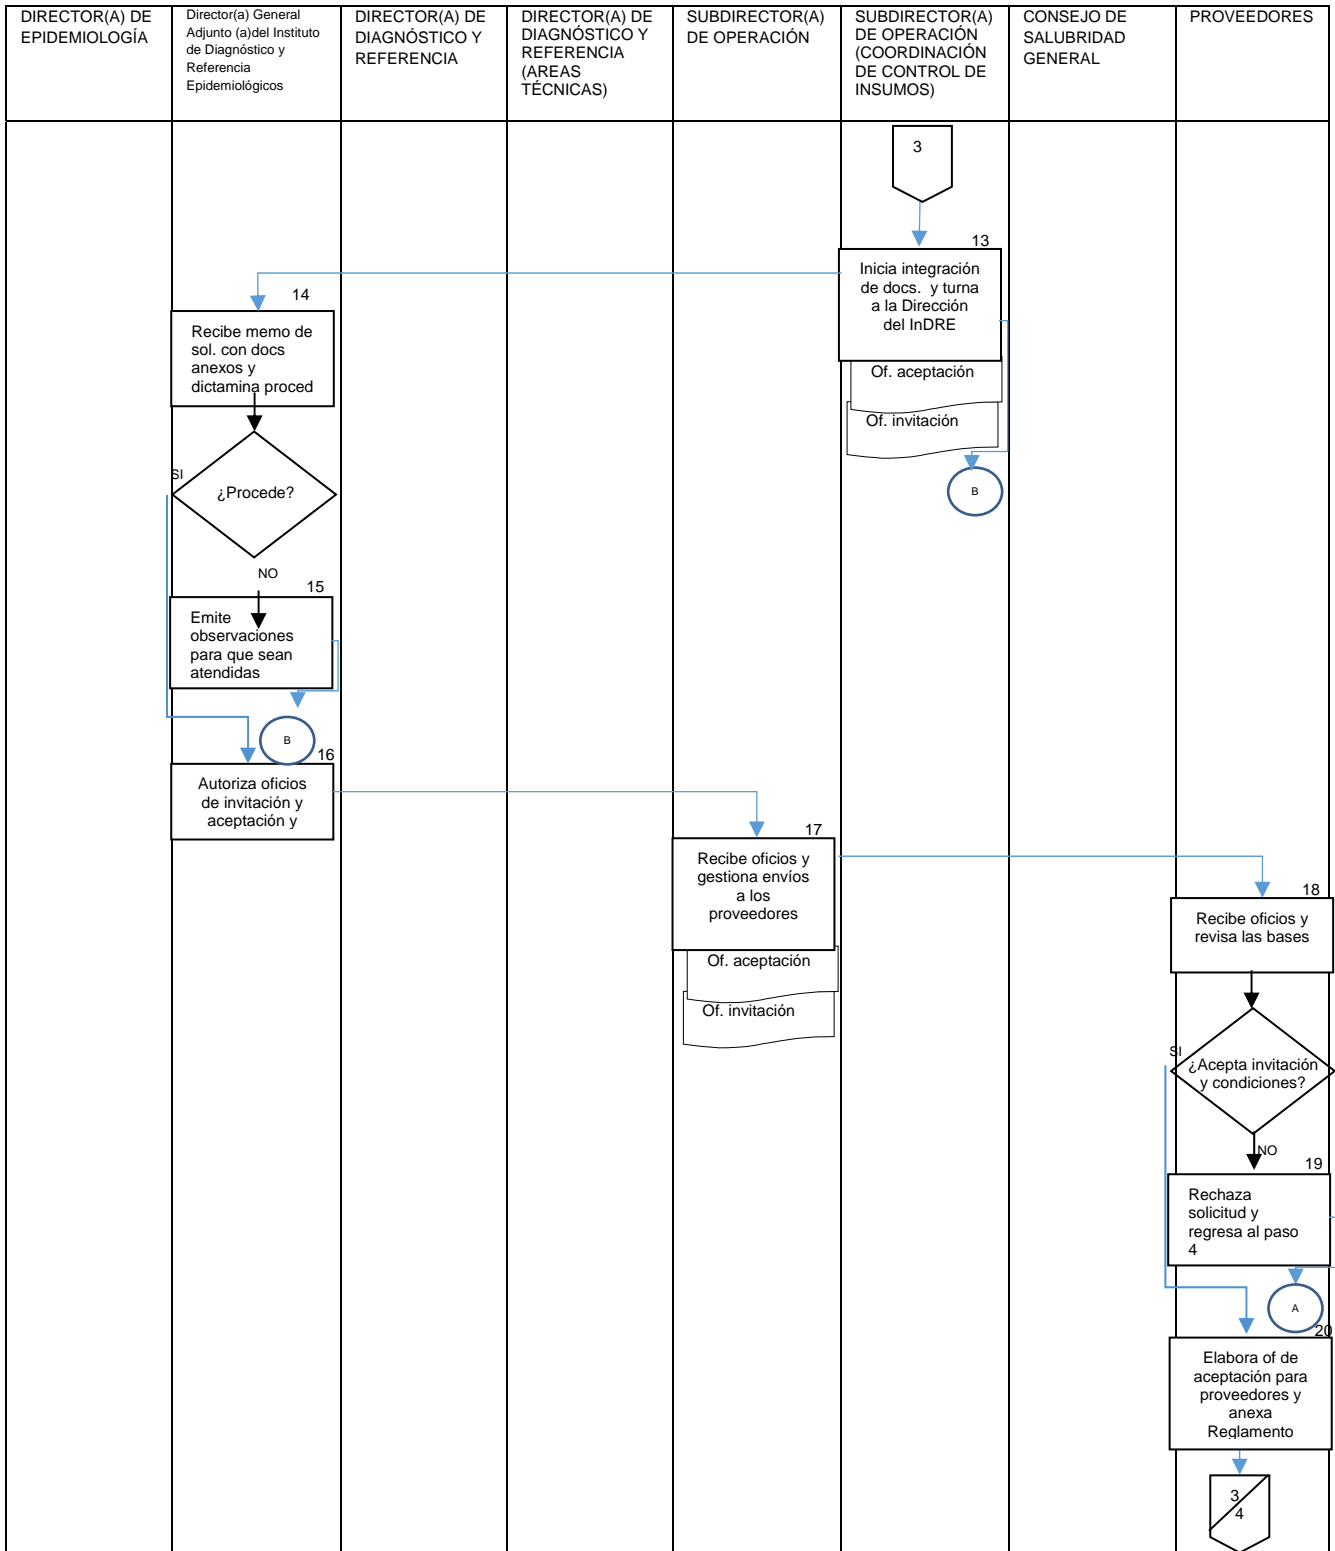 DIRECTOR(A) DE
EPIDEMIOLOGÍA
Director(a) General
Adjunto (a)del Instituto
de Diagnóstico y
Referencia
Epidemiológicos
DIRECTOR(A) DE
DIAGNÓSTICO Y
REFERENCIA
DIRECTOR(A) DE
DIAGNÓSTICO Y
REFERENCIA
(AREAS
TÉCNICAS)
SUBDIRECTOR(A)
DE OPERACIÓN
SUBDIRECTOR(A)
DE OPERACIÓN
(COORDINACIÓN
DE CONTROL DE
INSUMOS)
CONSEJO DE
SALUBRIDAD
GENERAL
PROVEEDORES
3
13
Inicia integración
de docs. y turna
a la Dirección
del InDRE
Of. aceptación
Of. invitación
B
14
Recibe memo de
sol. con docs
anexos y
dictamina proced
SI
¿Procede?
NO
15
Emite
observaciones
para que sean
atendidas
B
16
Autoriza oficios
de invitación y
aceptación y
17
Recibe oficios y
gestiona envíos
a los
proveedores
Of. aceptación
Of. invitación
18
Recibe oficios y
revisa las bases
SI
¿Acepta invitación
y condiciones?
NO
19
Rechaza
solicitud y
regresa al paso
4
A
20
Elabora of de
aceptación para
proveedores y
anexa
Reglamento
3
4